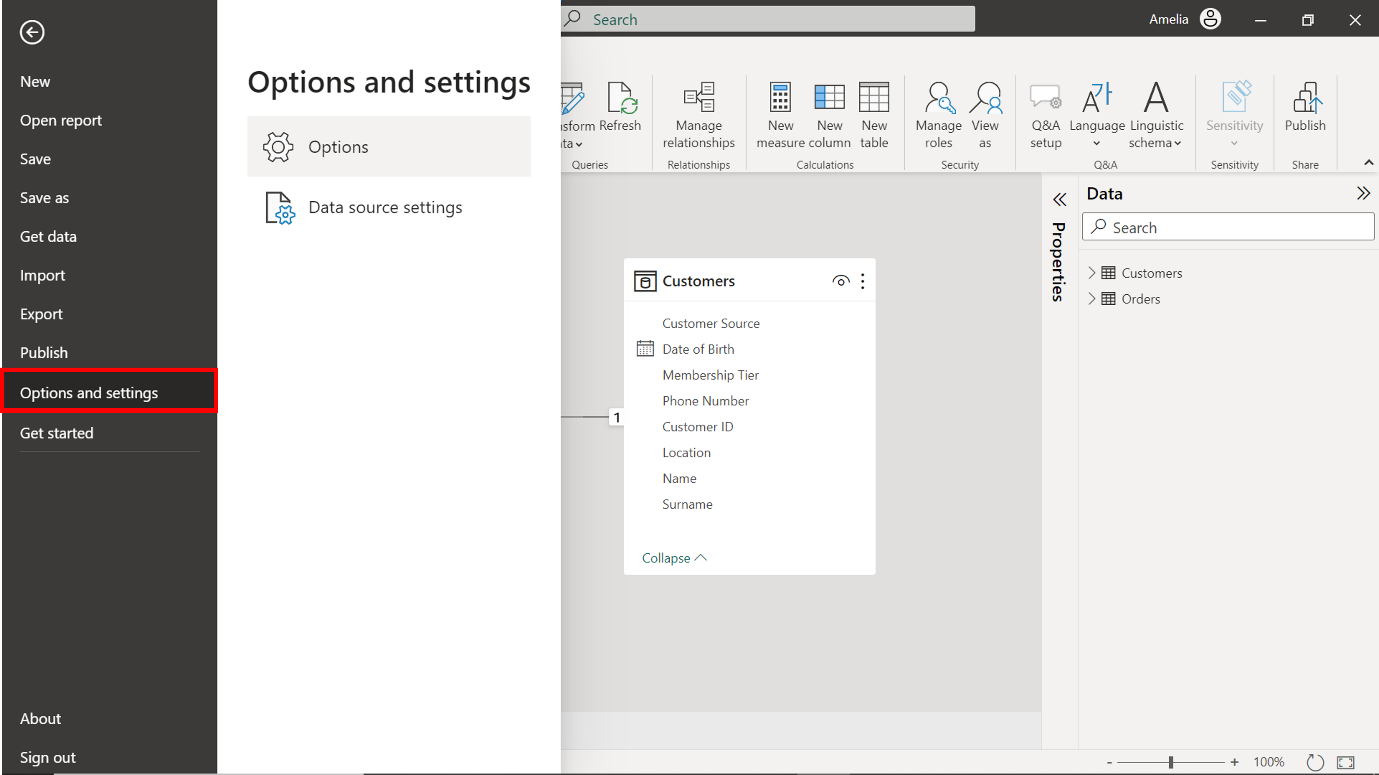 Search
Amelia
New
Open report
Save
Save as
Get data
Import
Export
Publish
Options and settings
Get started
About
Sign out
Options and settings
Options
Data source settings
Refresh
Queries
Manage
relationships
Relationships
New
measure
New
column
New
table
Calculations
Manage
roles
View
as
Security
Q&A
setup
Language
Linguistic
schema
Q&A
Sensitivity
Sensitivity
Publish
Share
Customers
Customer Source
Date of Birth
Membership Tier
Phone Number
Customer ID
Location
Name
Surname
Collapse
1
Properties
Data
Search
Customers
Orders
- + 100%